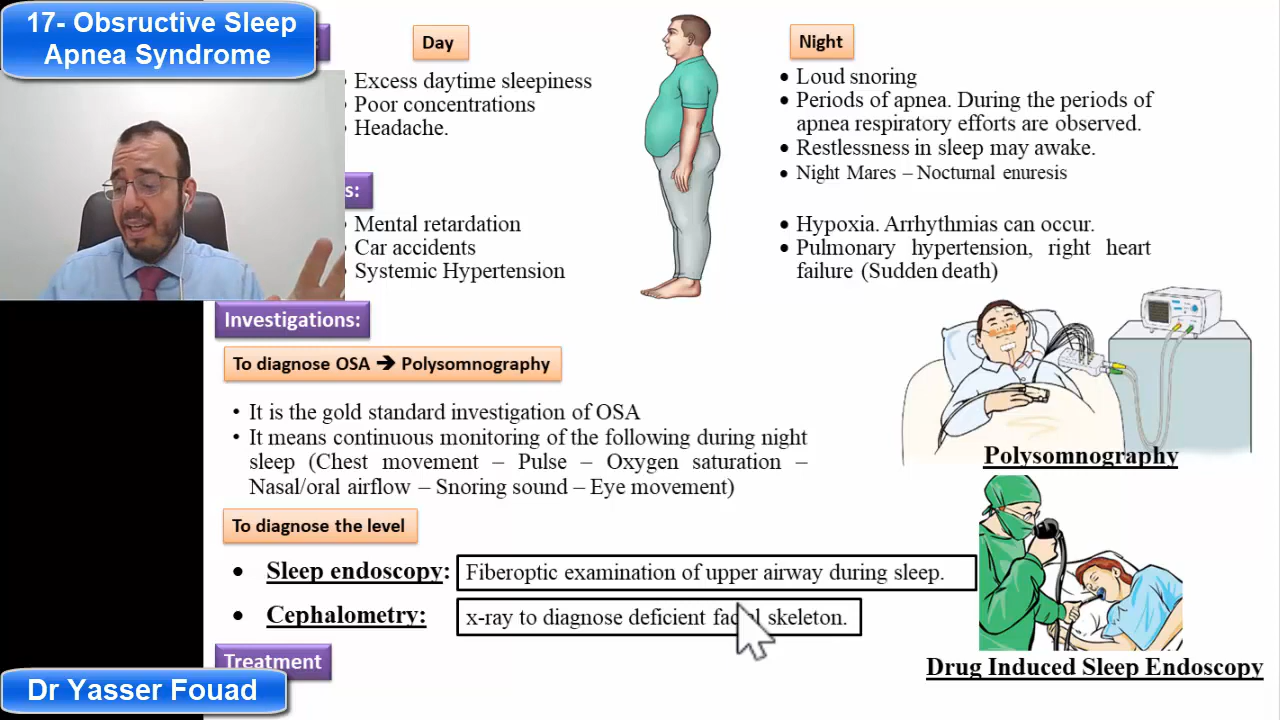 17- Obsructive Sleep
Apnea Syndrome
Day
Night
• Excess daytime sleepiness
• Poor concentrations
• Headache.
• Loud snoring
• Periods of apnea. During the periods of
apnea respiratory efforts are observed.
• Restlessness in sleep may awake.
• Night Mares – Nocturnal enuresis
s:
• Mental retardation
• Car accidents
• Systemic Hypertension
• Hypoxia. Arrhythmias can occur.
• Pulmonary hypertension, right heart
failure (Sudden death)
Investigations:
To diagnose OSA ➔ Polysomnography
• It is the gold standard investigation of OSA
• It means continuous monitoring of the following during night
sleep (Chest movement – Pulse – Oxygen saturation –
Nasal/oral airflow – Snoring sound – Eye movement)
Polysomnography
To diagnose the level
• Sleep endoscopy: Fiberoptic examination of upper airway during sleep.
• Cephalometry: x-ray to diagnose deficient facial skeleton.
Drug Induced Sleep Endoscopy
Treatment
Dr Yasser Fouad